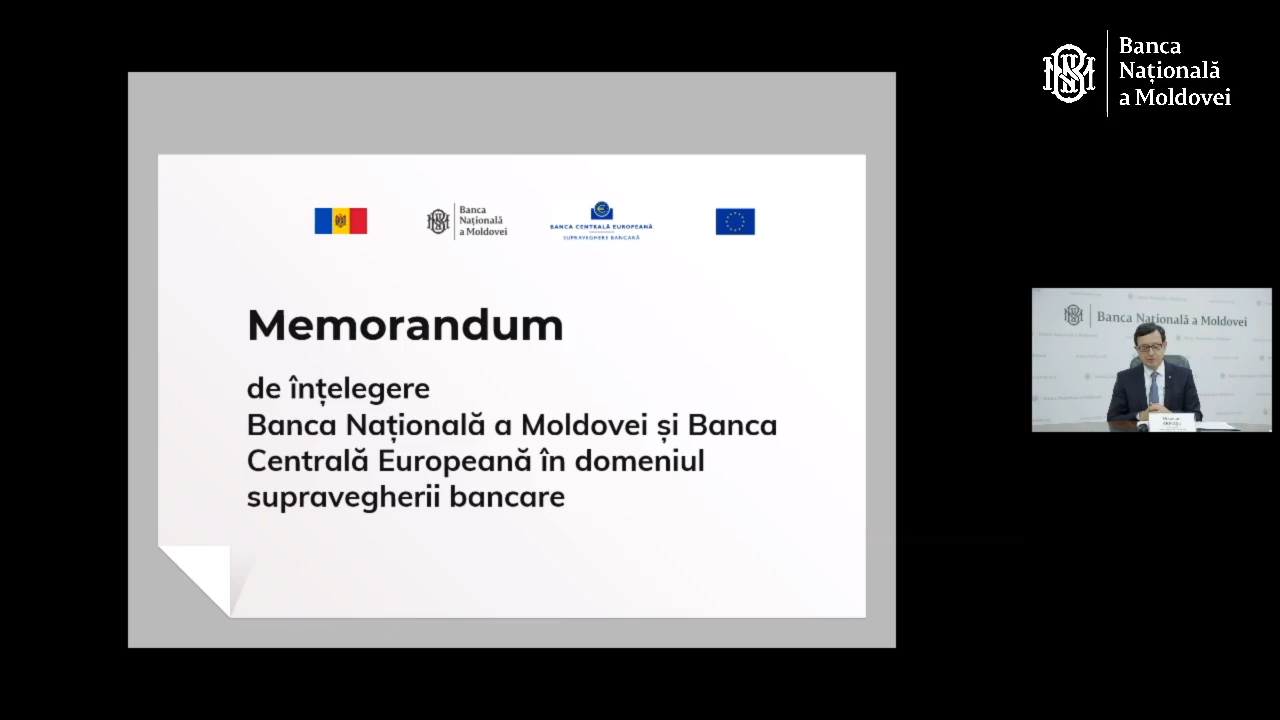 Banca
Națională
a Moldovei
Banca
Națională
a Moldovei
BANCA CENTRALĂ EUROPEANĂ
SUPRAVEGHERE BANCARĂ
Memorandum
de înțelegere
Banca Națională a Moldovei și Banca
Centrală Europeană în domeniul
supravegherii bancare
Banca Națională a Moldovei